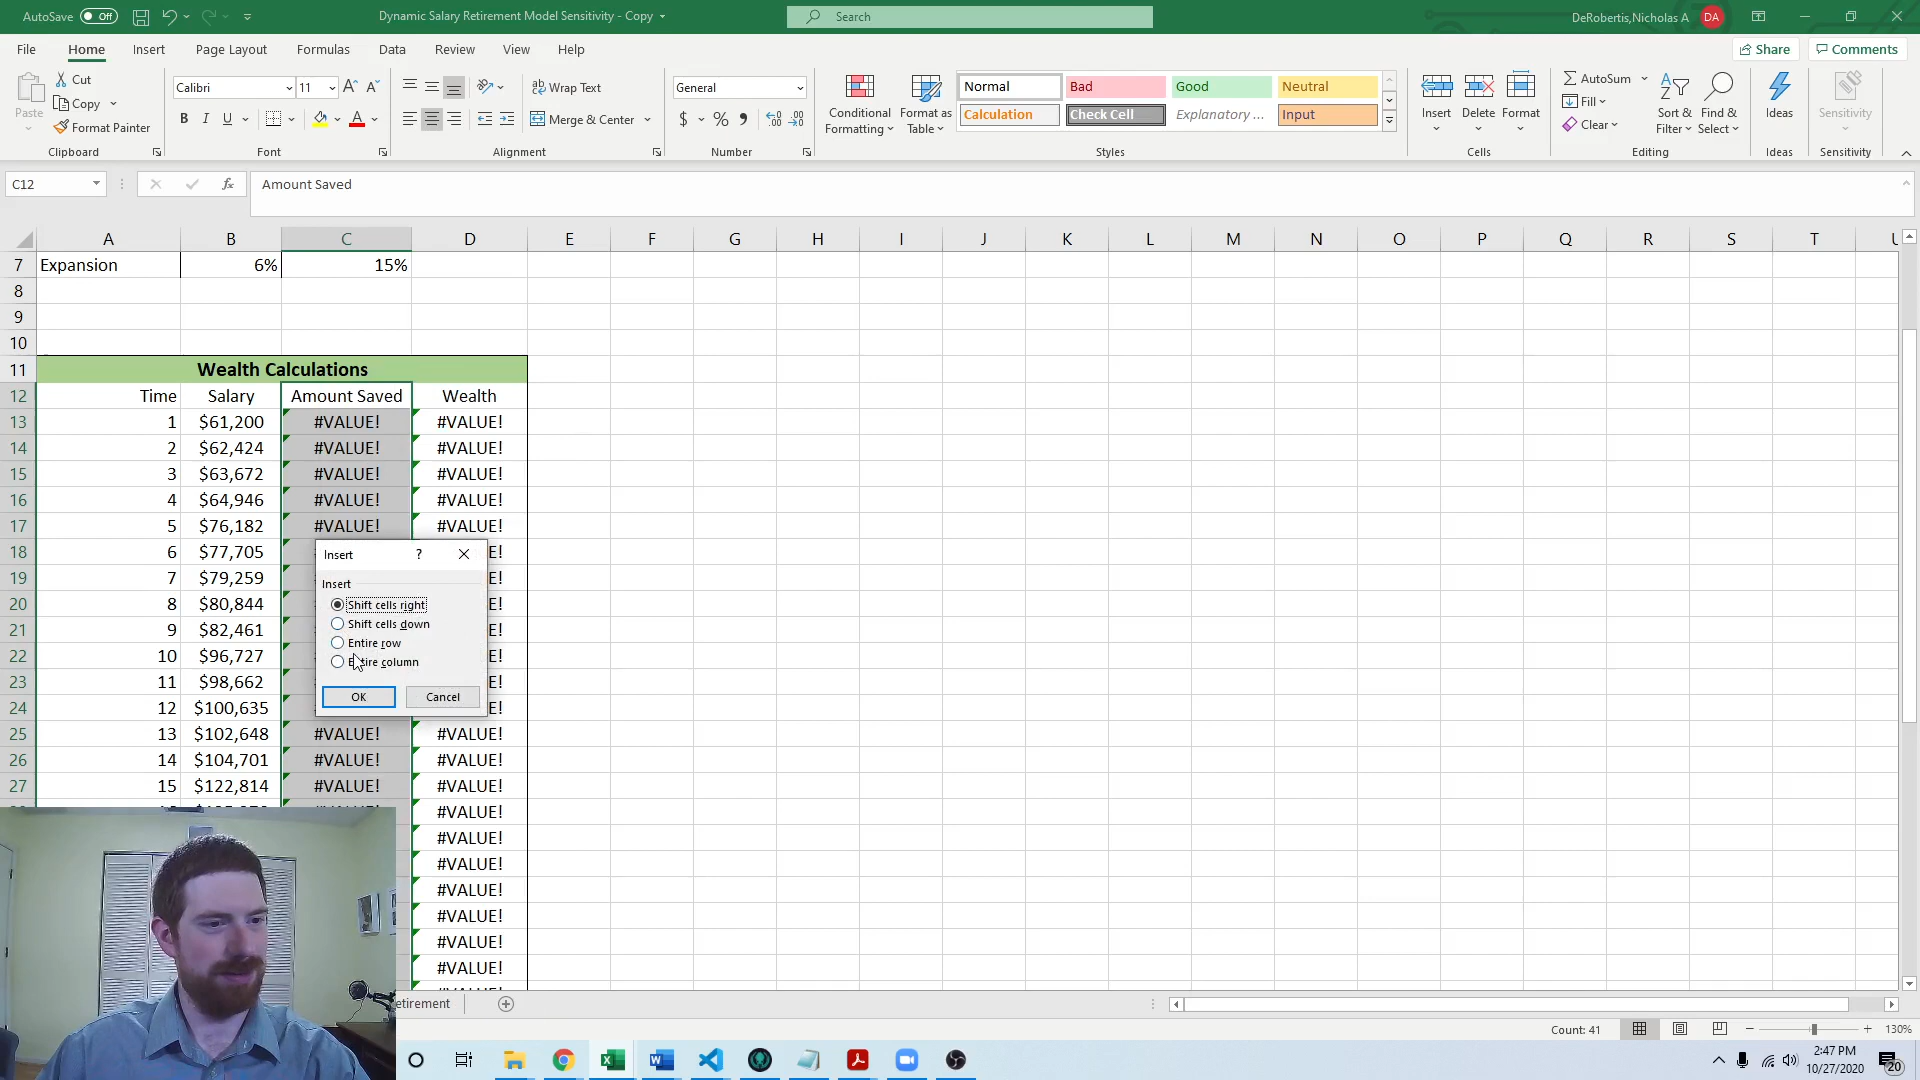 AutoSave Off
Dynamic Salary Retirement Model Sensitivity - Copy
Search
DeRobertis,Nicholas A DA
File Home Insert Page Layout Formulas Data Review View Help
Share Comments
Paste
Cut
Copy
Format Painter
Clipboard
Calibri 11
B I U
Font
Wrap Text
Merge & Center
Alignment
General
$ % 9
Number
Conditional Formatting
Format as Table
Normal Bad Good Neutral
Calculation Check Cell Explanatory ... Input
Styles
Insert Delete Format
Cells
AutoSum
Fill
Clear
Sort & Filter
Find & Select
Editing
Ideas
Ideas
Sensitivity
Sensitivity
C12 fx Amount Saved
A B C D E F G H I J K L M N O P Q R S T U
7 Expansion 6% 15%
8
9
10
11 Wealth Calculations
12 Time Salary Amount Saved Wealth
13 1 $61,200 #VALUE! #VALUE!
14 2 $62,424 #VALUE! #VALUE!
15 3 $63,672 #VALUE! #VALUE!
16 4 $64,946 #VALUE! #VALUE!
17 5 $76,182 #VALUE! #VALUE!
18 6 $77,705 E!
19 7 $79,259 E!
20 8 $80,844 E!
21 9 $82,461 E!
22 10 $96,727 E!
23 11 $98,662 E!
24 12 $100,635 E!
25 13 $102,648 #VALUE! #VALUE!
26 14 $104,701 #VALUE! #VALUE!
27 15 $122,814 #VALUE! #VALUE!
#VALUE!
#VALUE!
#VALUE!
#VALUE!
#VALUE!
#VALUE!
#VALUE!
Insert ?
Insert
Shift cells right
Shift cells down
Entire row
Entire column
OK Cancel
etirement
Count: 41 130%
2:47 PM
10/27/2020
20